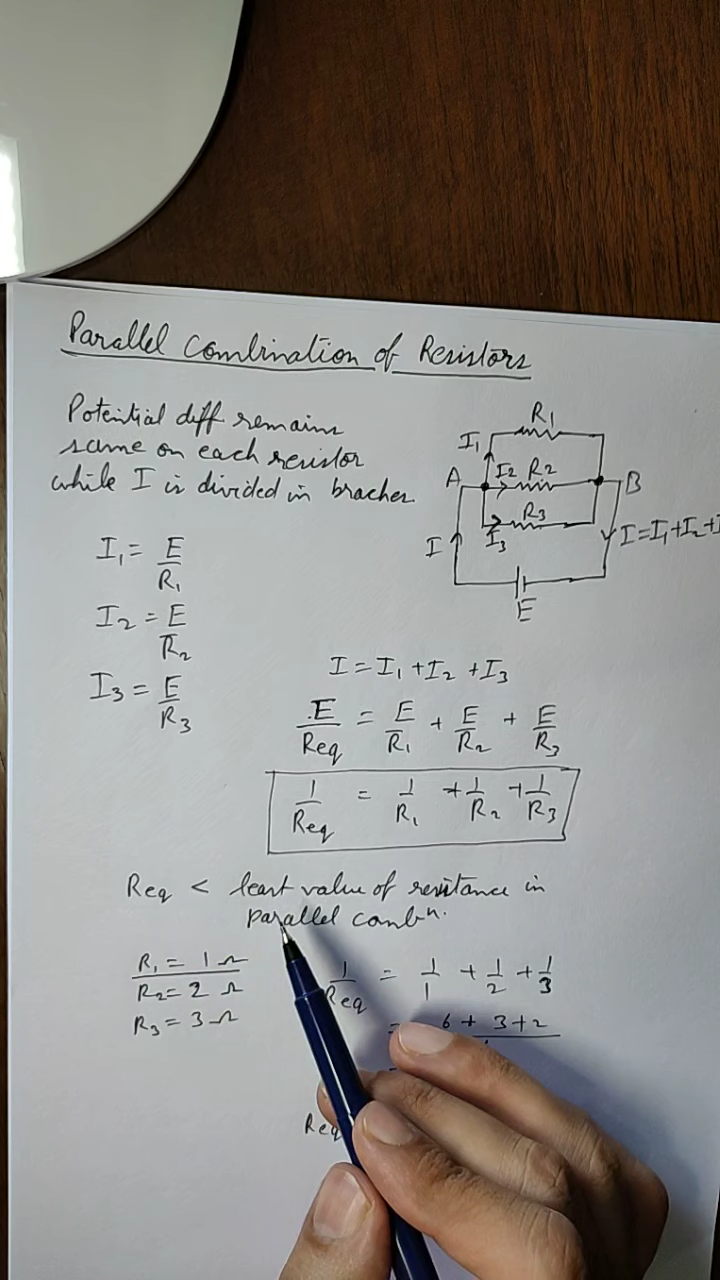 Parallel Combination of Resistors
Potential diff remains
same on each resistor
while I is divided in braches.
R1
I1
A I2 R2 B
R3
I3
I I=I1+I2+I
E
I1 = E/R1
I2 = E/R2
I3 = E/R3
I = I1 + I2 + I3
E/Req = E/R1 + E/R2 + E/R3
1/Req = 1/R1 + 1/R2 + 1/R3
Req < least value of resistance in
parallel combn.
R1 = 1 Ω
R2 = 2 Ω
R3 = 3 Ω
1/Req = 1/1 + 1/2 + 1/3
= 6 + 3 + 2
Req